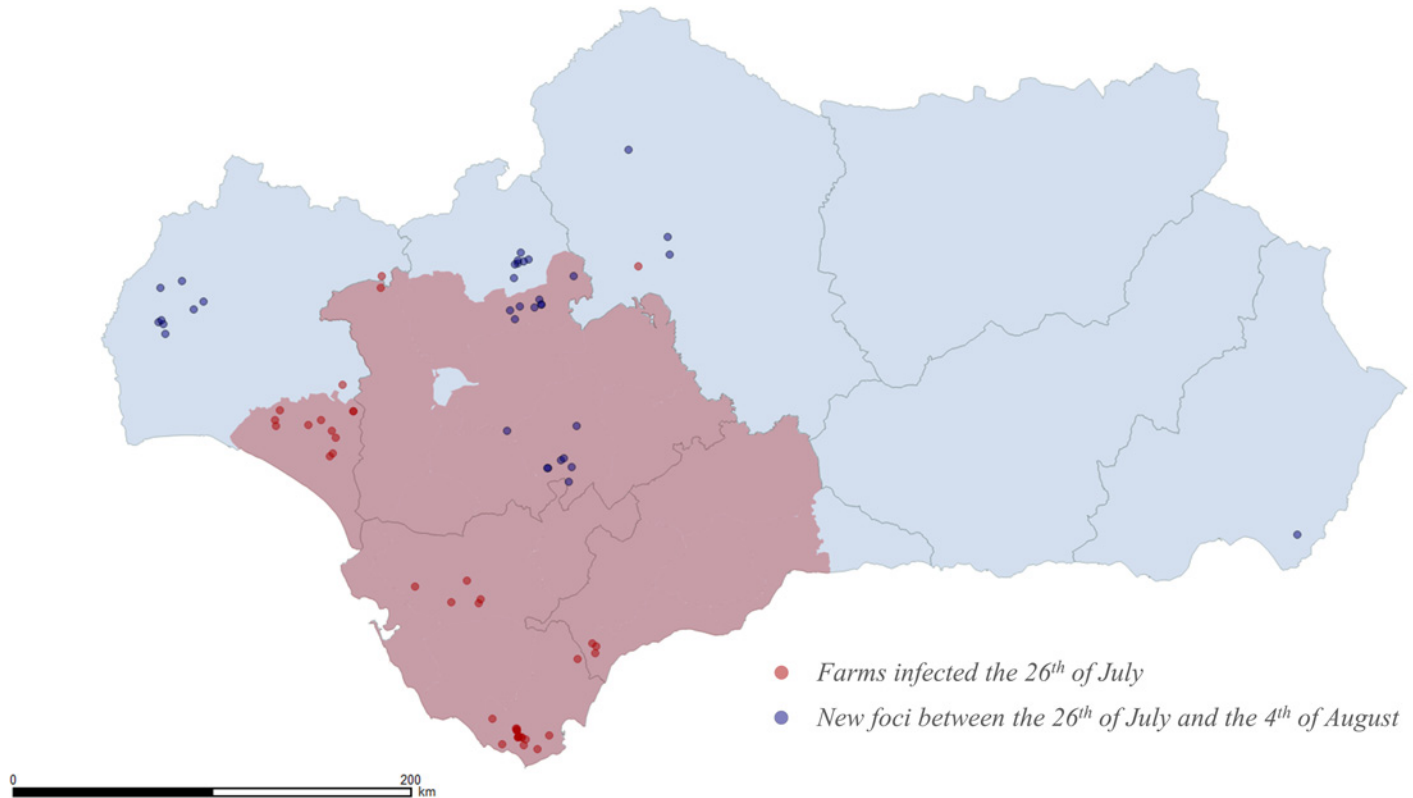 Farms infected the 26th of July
New foci between the 26th of July and the 4th of August
0 200
km